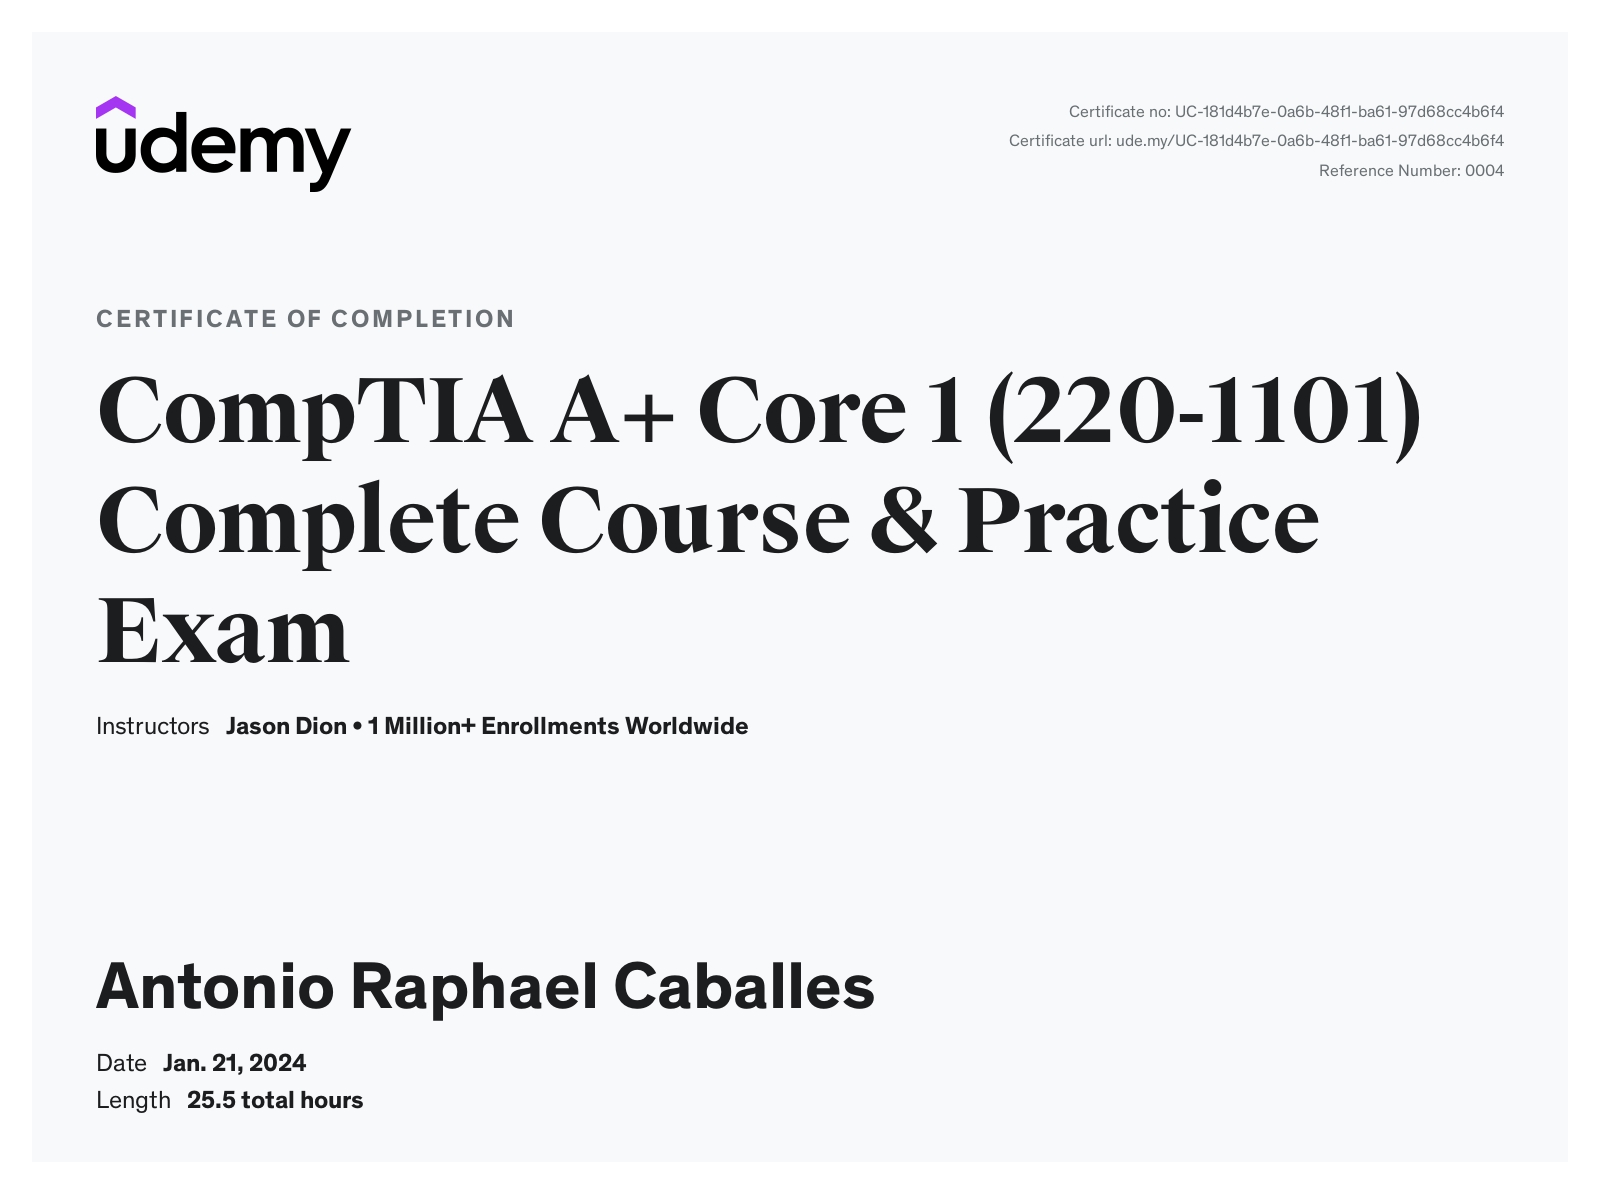 udemy
Certificate no: UC-181d4b7e-0a6b-48f1-ba61-97d68cc4b6f4
Certificate url: ude.my/UC-181d4b7e-0a6b-48f1-ba61-97d68cc4b6f4
Reference Number: 0004
CERTIFICATE OF COMPLETION
CompTIA A+ Core 1 (220-1101)
Complete Course & Practice
Exam
Instructors Jason Dion • 1 Million+ Enrollments Worldwide
Antonio Raphael Caballes
Date Jan. 21, 2024
Length 25.5 total hours